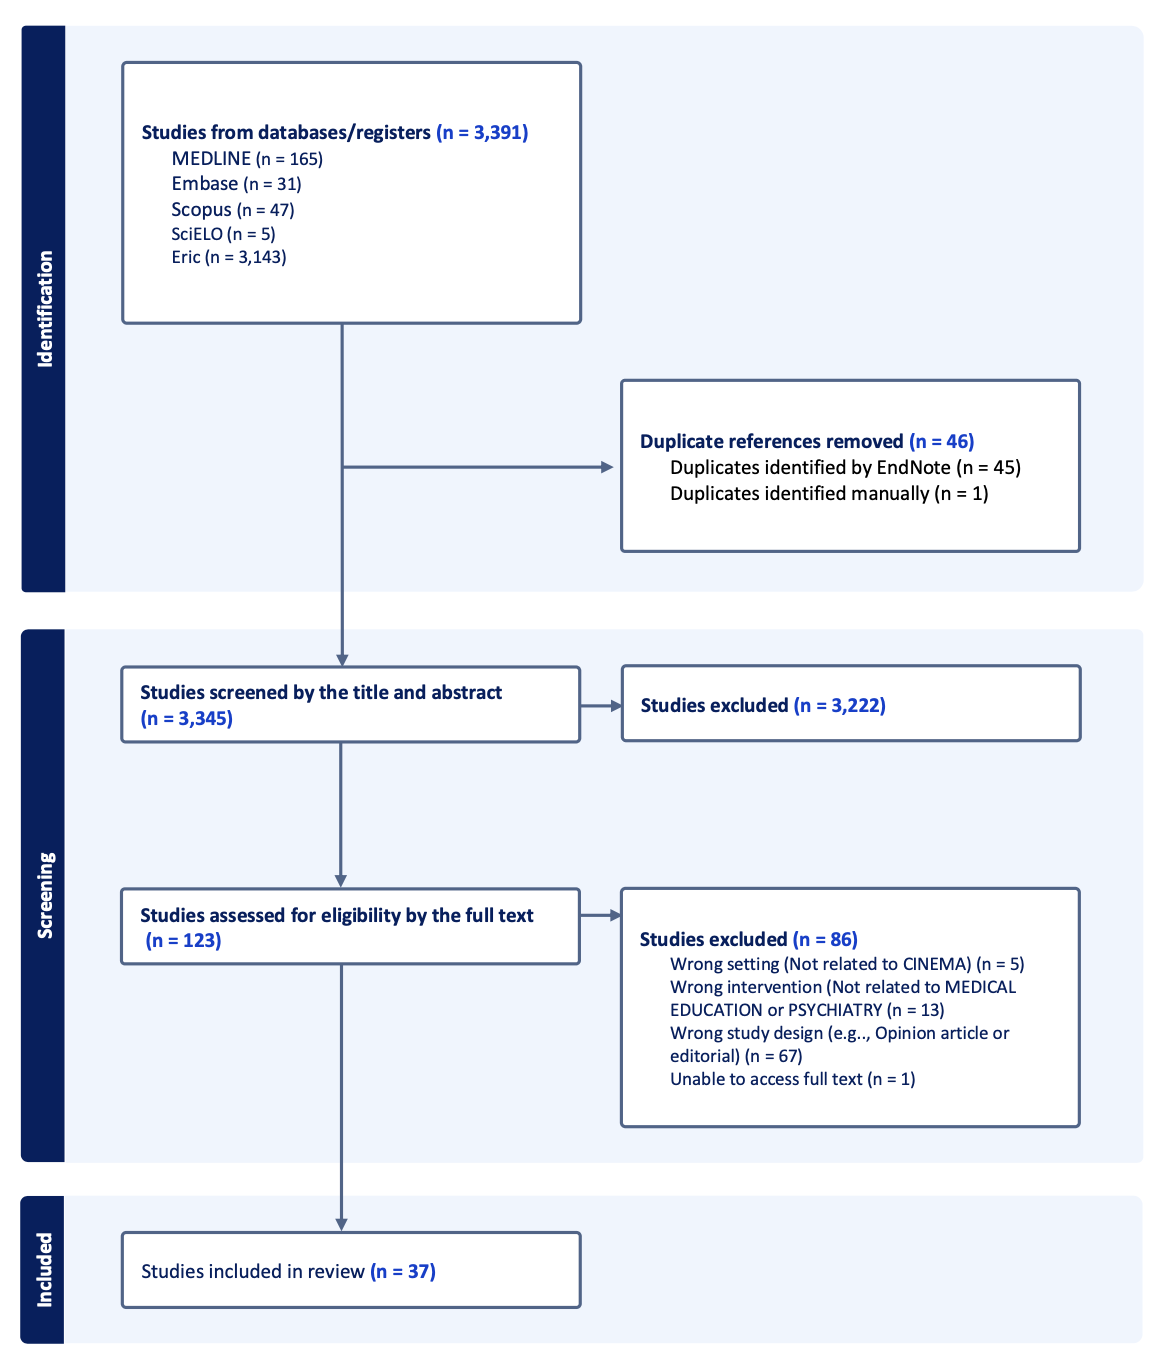 Identification
Studies from databases/registers (n = 3,391)
MEDLINE (n = 165)
Embase (n = 31)
Scopus (n = 47)
SciELO (n = 5)
Eric (n = 3,143)
Duplicate references removed (n = 46)
Duplicates identified by EndNote (n = 45)
Duplicates identified manually (n = 1)
Screening
Studies screened by the title and abstract
(n = 3,345)
Studies excluded (n = 3,222)
Studies assessed for eligibility by the full text
(n = 123)
Studies excluded (n = 86)
Wrong setting (Not related to CINEMA) (n = 5)
Wrong intervention (Not related to MEDICAL
EDUCATION or PSYCHIATRY (n = 13)
Wrong study design (e.g.., Opinion article or
editorial) (n = 67)
Unable to access full text (n = 1)
Included
Studies included in review (n = 37)